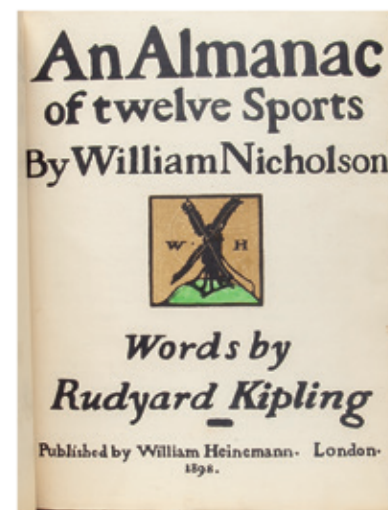 An Almanac
of twelve Sports
By William Nicholson
W · H
Words by
Rudyard Kipling
Published by William Heinemann. London.
1898.